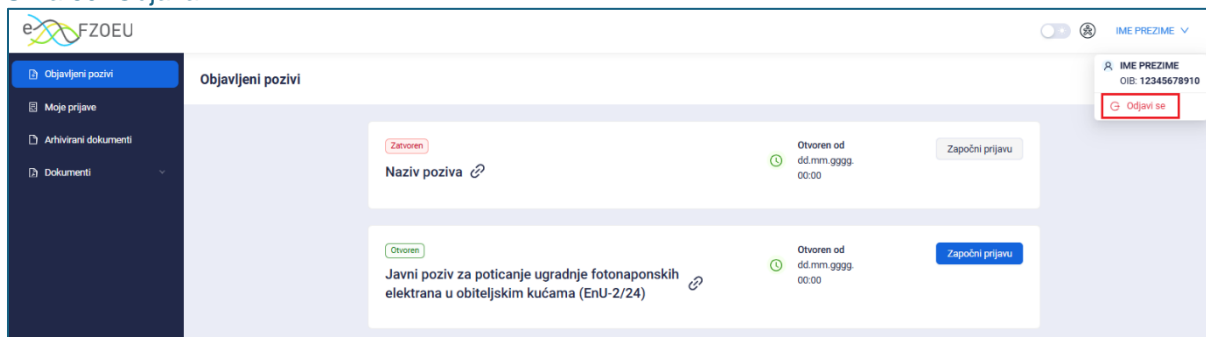 e FZOEU
IME PREZIME
Objavljeni pozivi
Moje prijave
Arhivirani dokumenti
Dokumenti
Objavljeni pozivi
IME PREZIME
OIB: 12345678910
Odjavi se
Zatvoren
Naziv poziva
Otvoren od
dd.mm.gggg.
00:00
Započni prijavu
Otvoren
Javni poziv za poticanje ugradnje fotonaponskih
elektrana u obiteljskim kućama (EnU-2/24)
Otvoren od
dd.mm.gggg.
00:00
Započni prijavu